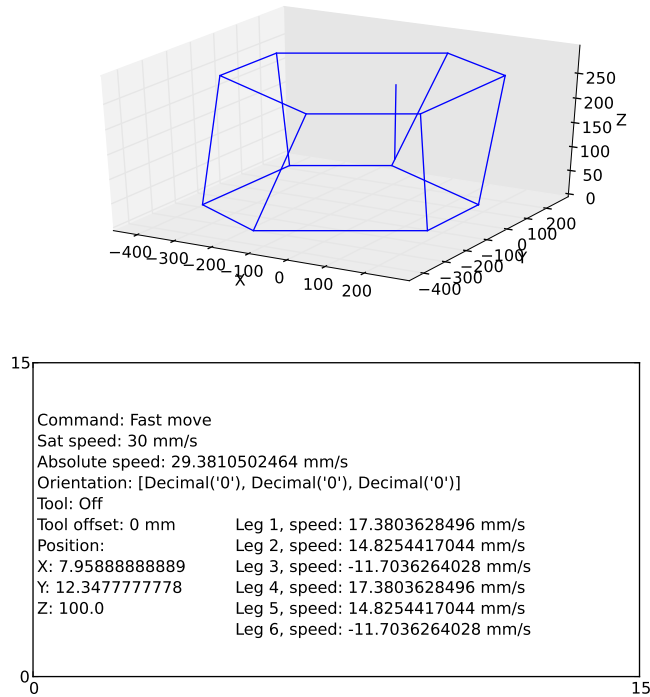 250
200
150 Z
100
50
0
−400 −300 −200 −100 0 100 200
X
−400 −300 −200 −100 0 100 200
Y
15
Command: Fast move
Sat speed: 30 mm/s
Absolute speed: 29.3810502464 mm/s
Orientation: [Decimal('0'), Decimal('0'), Decimal('0')]
Tool: Off
Tool offset: 0 mm Leg 1, speed: 17.3803628496 mm/s
Position: Leg 2, speed: 14.8254417044 mm/s
X: 7.95888888889 Leg 3, speed: -11.7036264028 mm/s
Y: 12.3477777778 Leg 4, speed: 17.3803628496 mm/s
Z: 100.0 Leg 5, speed: 14.8254417044 mm/s
Leg 6, speed: -11.7036264028 mm/s
0
0 15